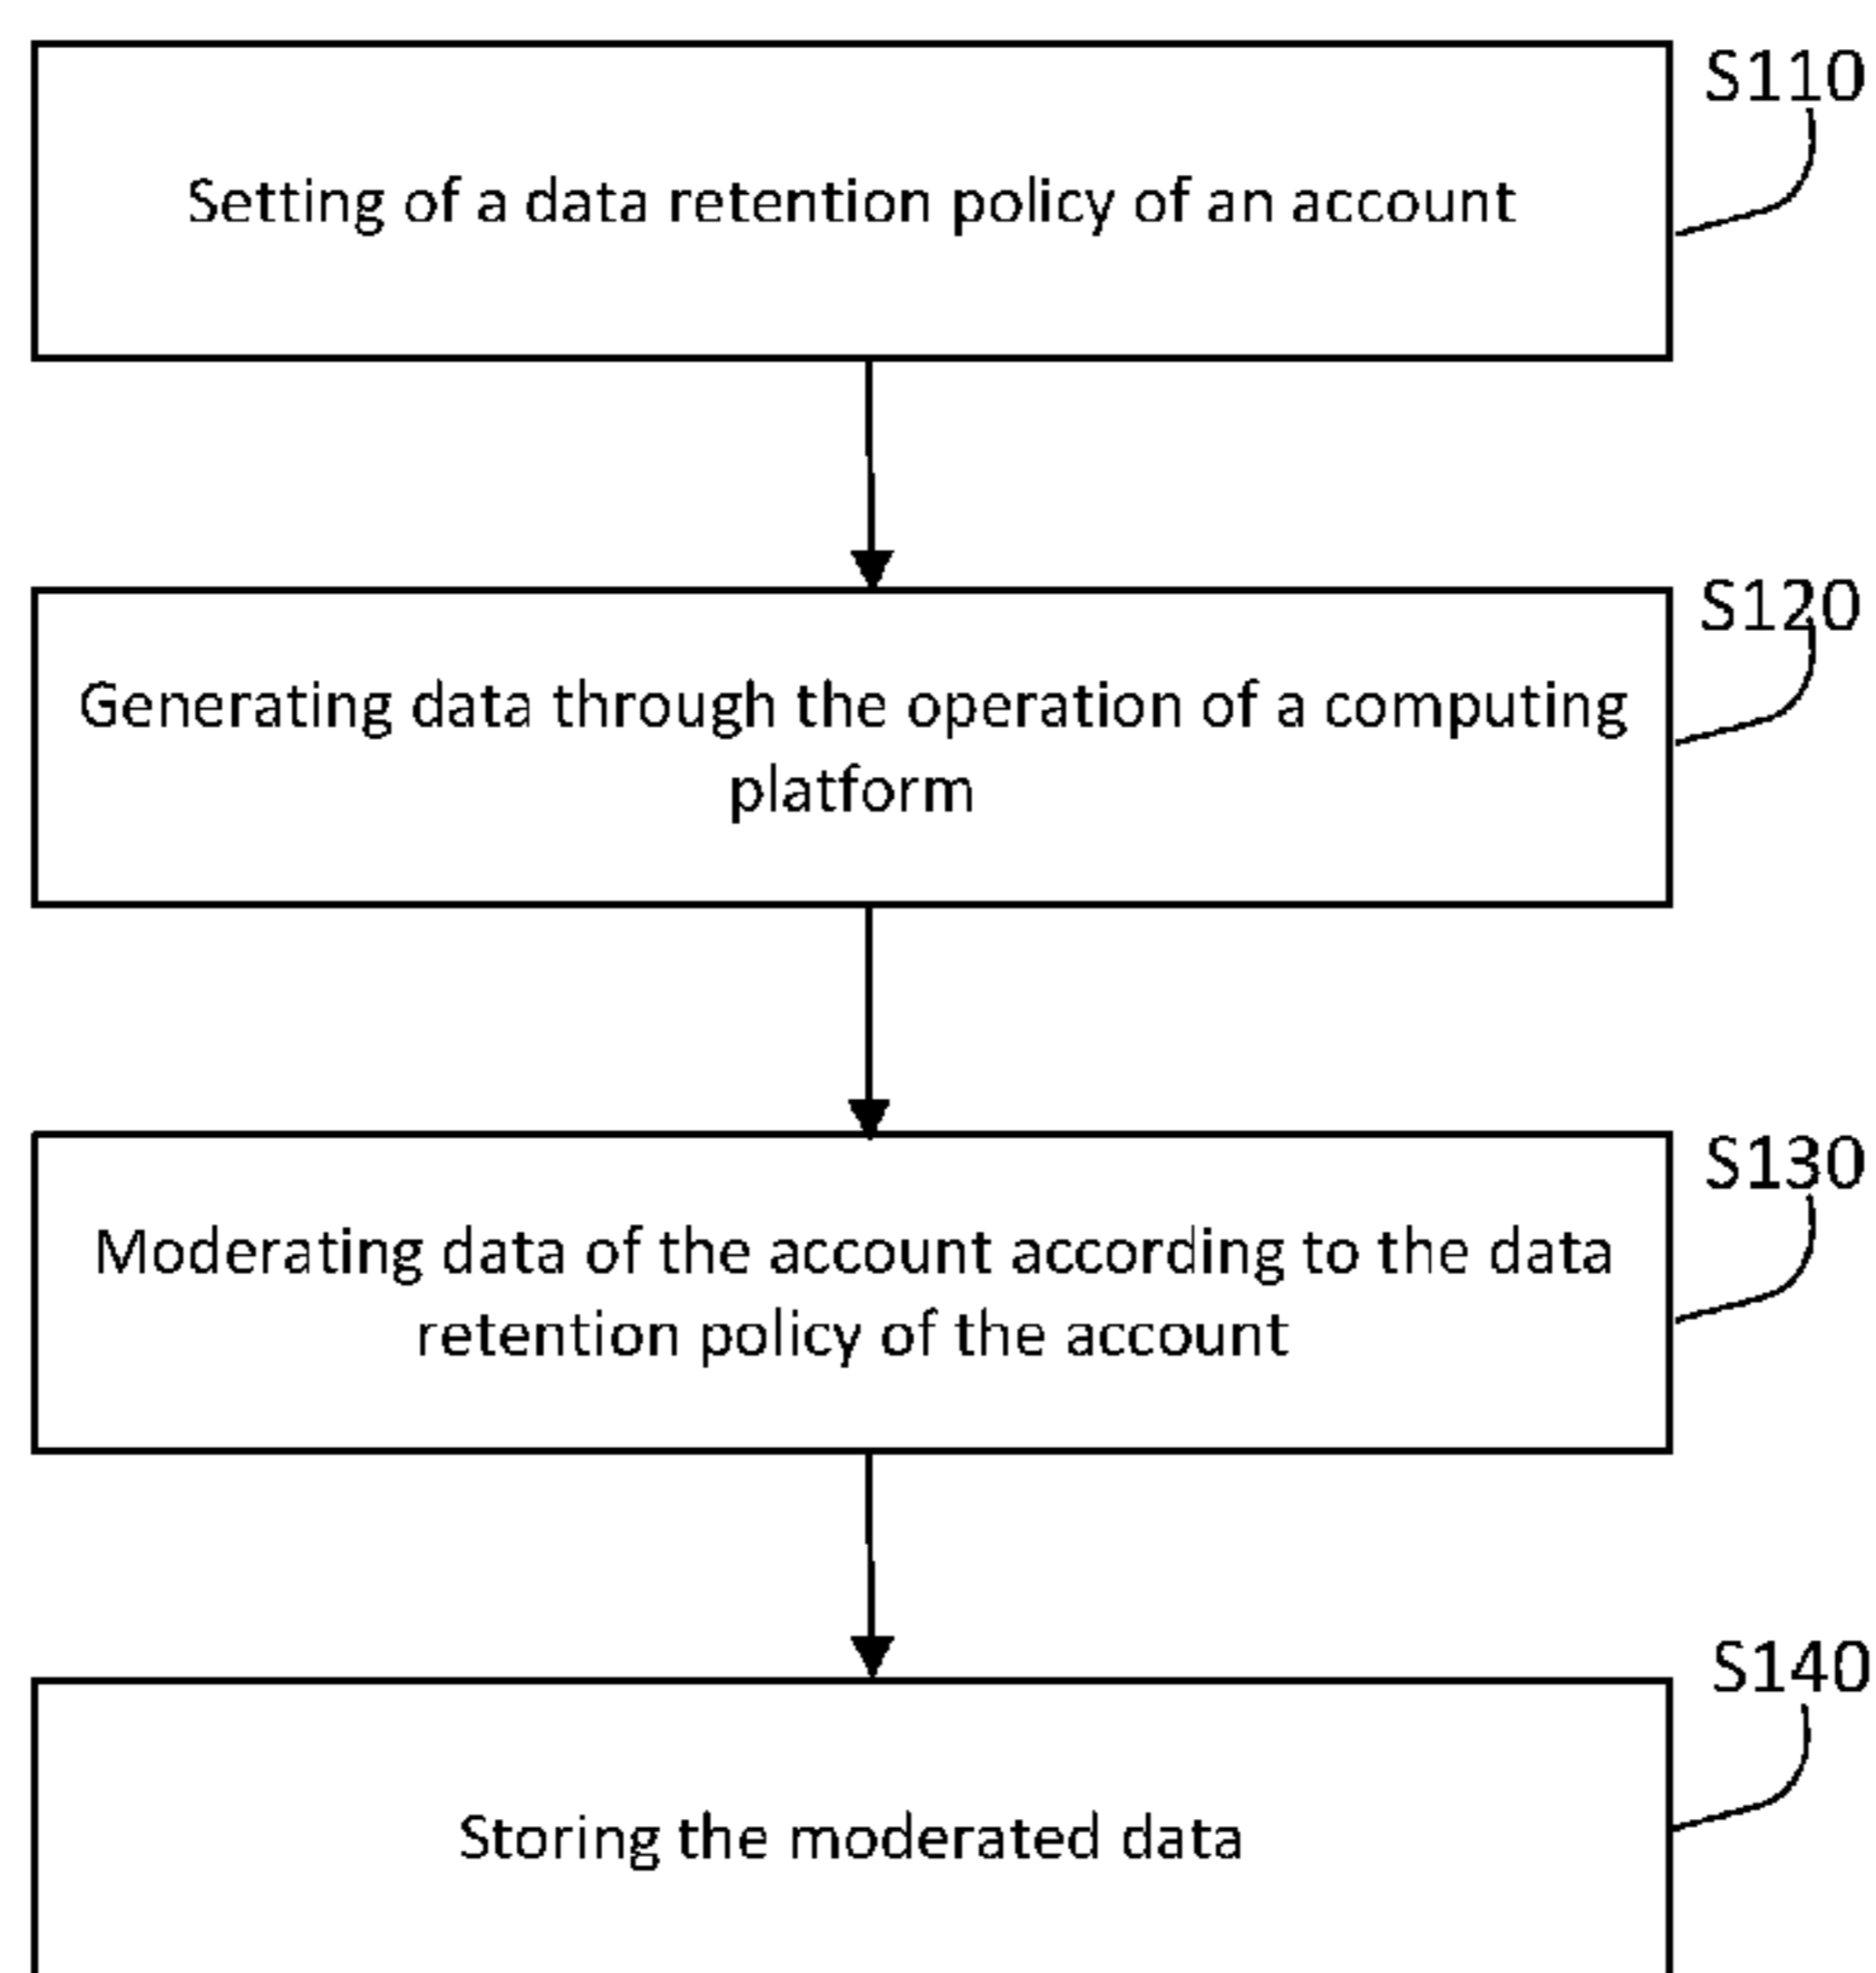 S110
Setting of a data retention policy of an account
S120
Generating data through the operation of a computing
platform
S130
Moderating data of the account according to the data
retention policy of the account
S140
Storing the moderated data